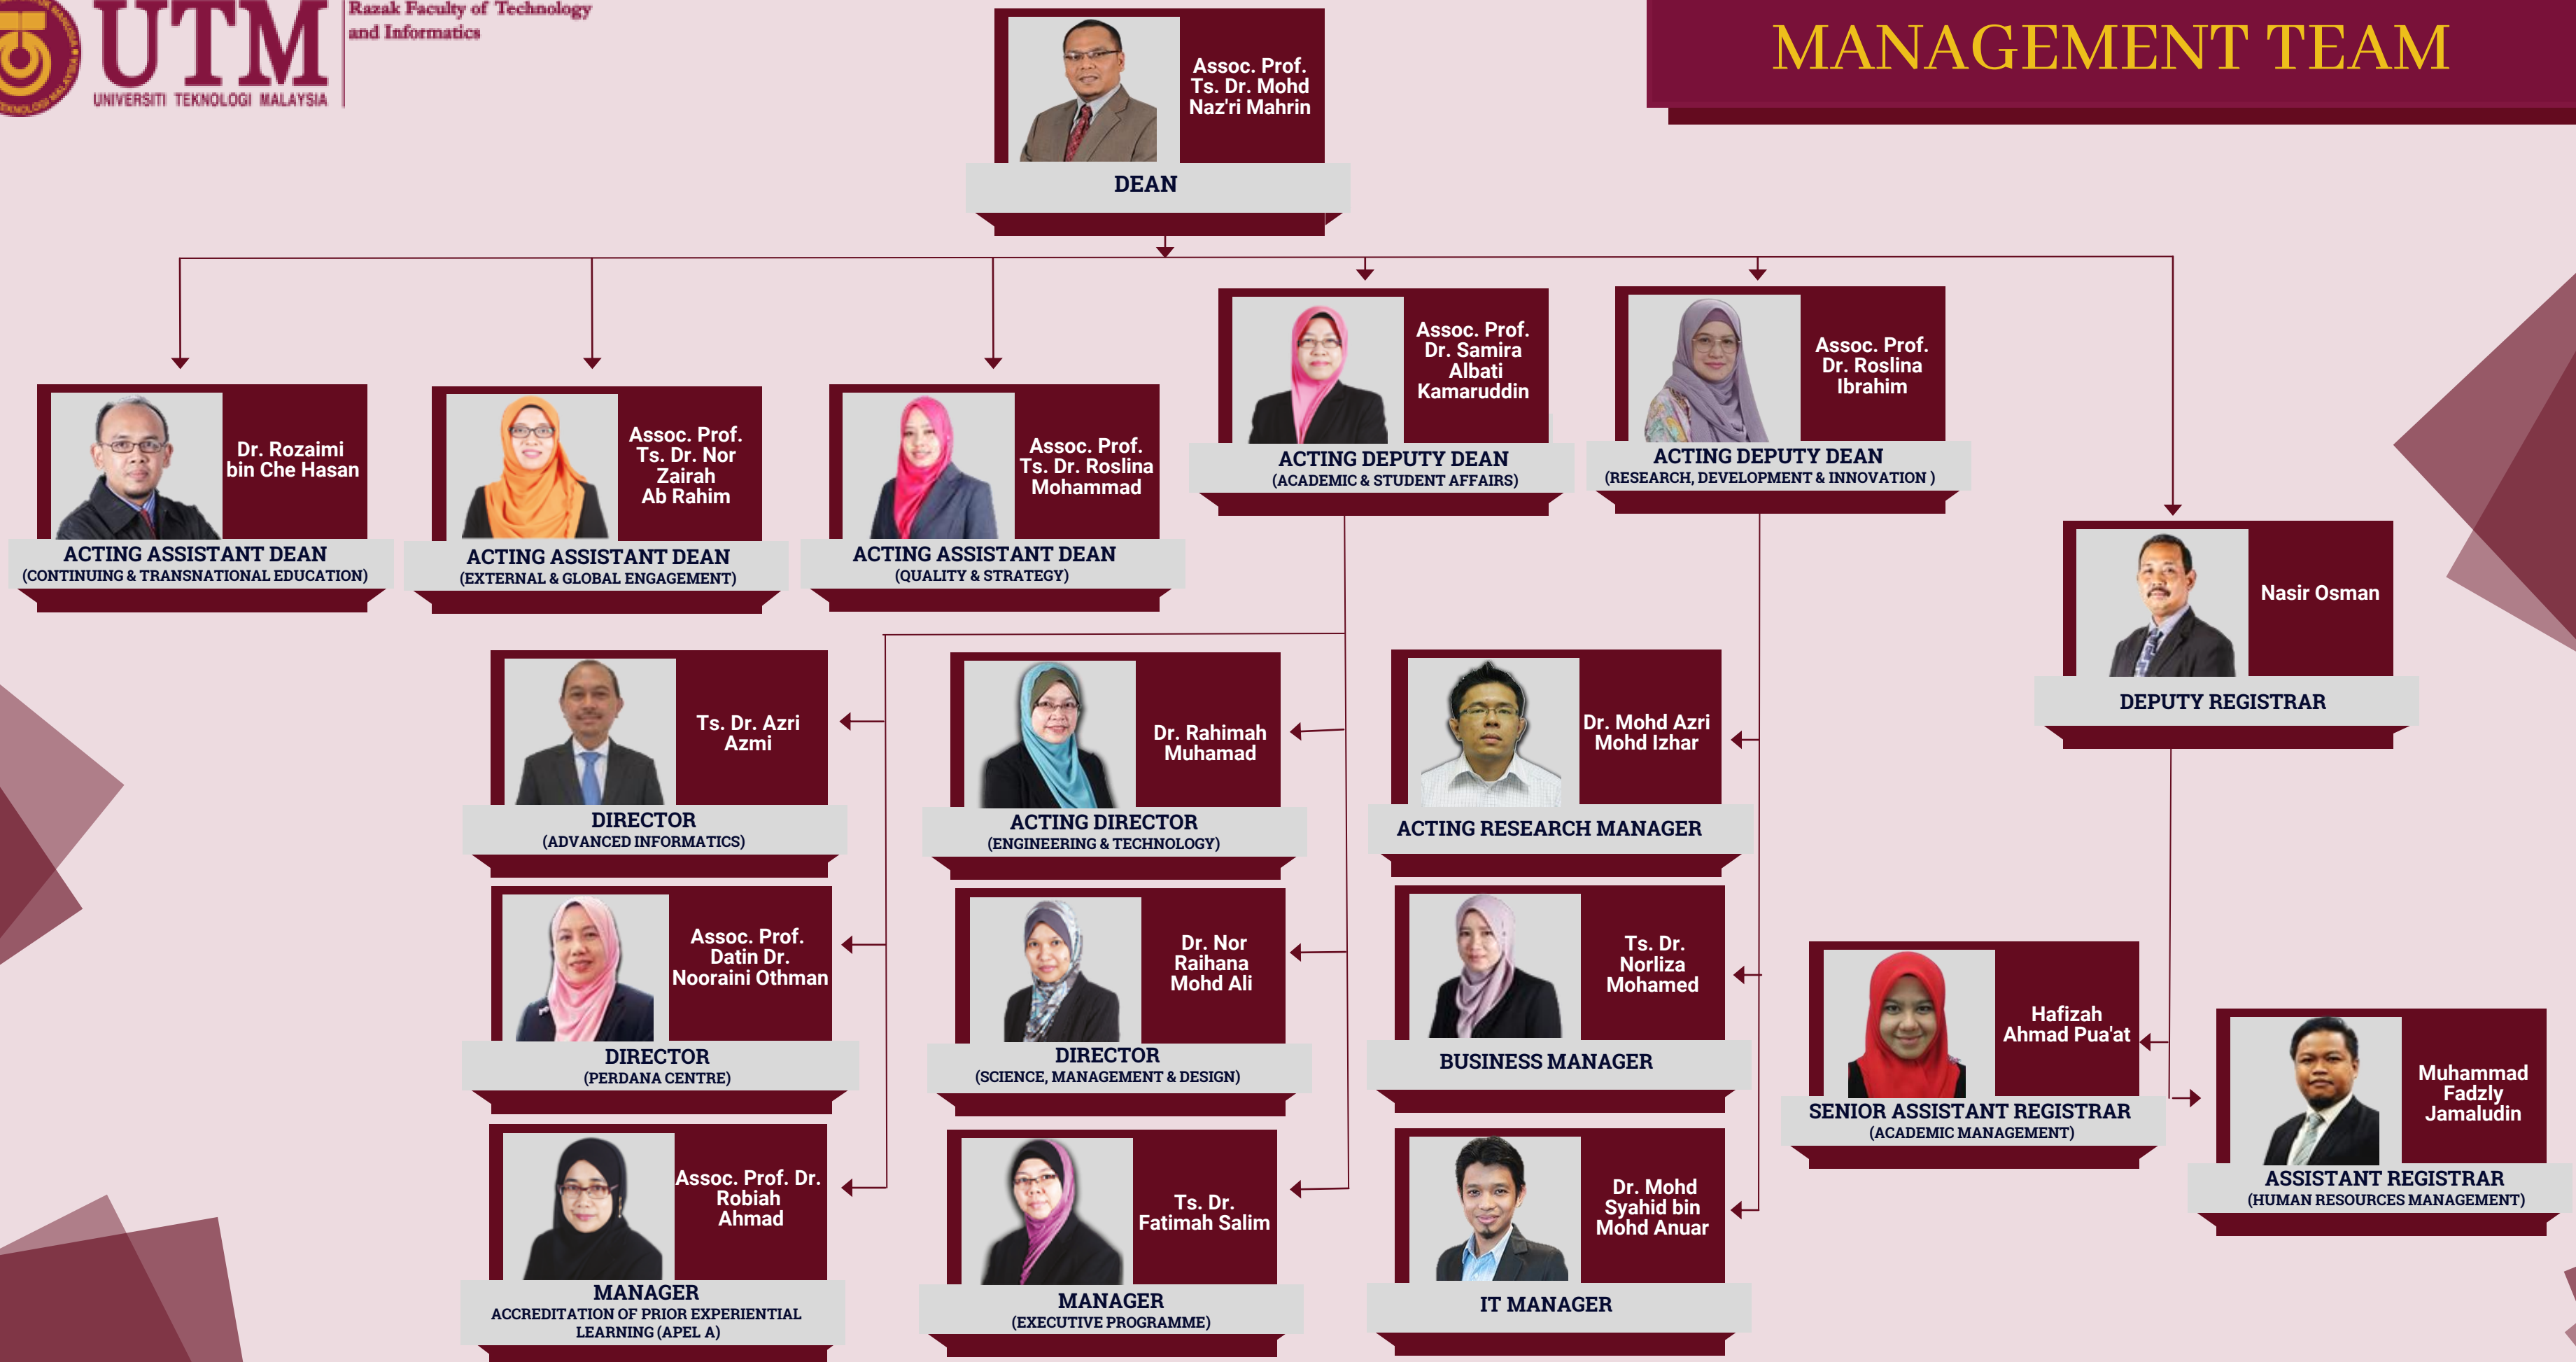 UTM
UNIVERSITI TEKNOLOGI MALAYSIA
Razak Faculty of Technology
and Informatics
MANAGEMENT TEAM
Assoc. Prof.
Ts. Dr. Mohd
Naz'ri Mahrin
DEAN
Dr. Rozaimi
bin Che Hasan
ACTING ASSISTANT DEAN
(CONTINUING & TRANSNATIONAL EDUCATION)
Assoc. Prof.
Ts. Dr. Nor
Zairah
Ab Rahim
ACTING ASSISTANT DEAN
(EXTERNAL & GLOBAL ENGAGEMENT)
Assoc. Prof.
Ts. Dr. Roslina
Mohammad
ACTING ASSISTANT DEAN
(QUALITY & STRATEGY)
Assoc. Prof.
Dr. Samira
Albati
Kamaruddin
ACTING DEPUTY DEAN
(ACADEMIC & STUDENT AFFAIRS)
Assoc. Prof.
Dr. Roslina
Ibrahim
ACTING DEPUTY DEAN
(RESEARCH, DEVELOPMENT & INNOVATION )
Nasir Osman
DEPUTY REGISTRAR
Ts. Dr. Azri
Azmi
DIRECTOR
(ADVANCED INFORMATICS)
Dr. Rahimah
Muhamad
ACTING DIRECTOR
(ENGINEERING & TECHNOLOGY)
Dr. Mohd Azri
Mohd Izhar
ACTING RESEARCH MANAGER
Assoc. Prof.
Datin Dr.
Nooraini Othman
DIRECTOR
(PERDANA CENTRE)
Dr. Nor
Raihana
Mohd Ali
DIRECTOR
(SCIENCE, MANAGEMENT & DESIGN)
Ts. Dr.
Norliza
Mohamed
BUSINESS MANAGER
Hafizah
Ahmad Pua'at
SENIOR ASSISTANT REGISTRAR
(ACADEMIC MANAGEMENT)
Muhammad
Fadzly
Jamaludin
ASSISTANT REGISTRAR
(HUMAN RESOURCES MANAGEMENT)
Assoc. Prof. Dr.
Robiah
Ahmad
MANAGER
ACCREDITATION OF PRIOR EXPERIENTIAL
LEARNING (APEL A)
Ts. Dr.
Fatimah Salim
MANAGER
(EXECUTIVE PROGRAMME)
Dr. Mohd
Syahid bin
Mohd Anuar
IT MANAGER